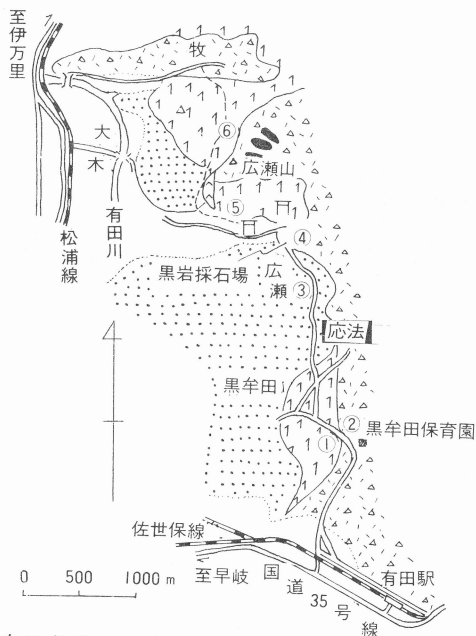 至伊万里
牧
大木
⑥
広瀬山
有田川
⑤
松浦線
④
黒岩採石場
広瀬
③
応法
黒牟田
②
黒牟田保育園
①
佐世保線
至早岐
国道35号線
有田駅
0 500 1000 m